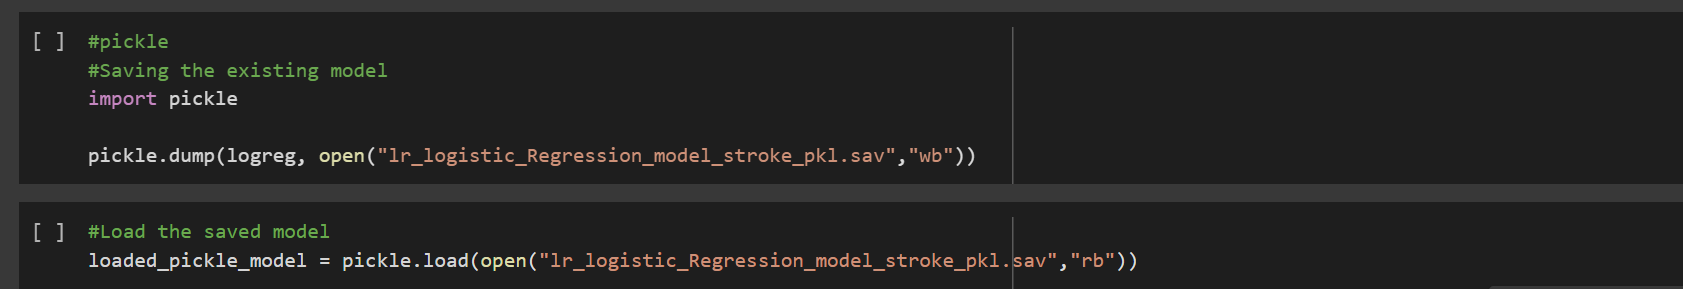 [ ] #pickle
#Saving the existing model
import pickle
pickle.dump(logreg, open("lr_logistic_Regression_model_stroke_pkl.sav","wb"))
[ ] #Load the saved model
loaded_pickle_model = pickle.load(open("lr_logistic_Regression_model_stroke_pkl.sav","rb"))